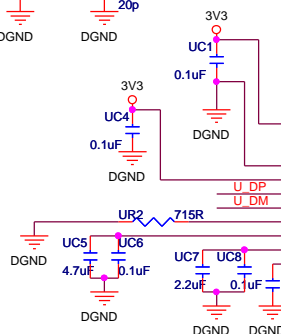 20p
DGND
DGND
3V3
UC1
0.1uF
3V3
DGND
UC4
0.1uF
DGND
U_DP
U_DM
UR2 715R
UC5 UC6
DGND
4.7uF 0.1uF
UC7 UC8
2.2uF 0.1uF
DGND
DGND DGND